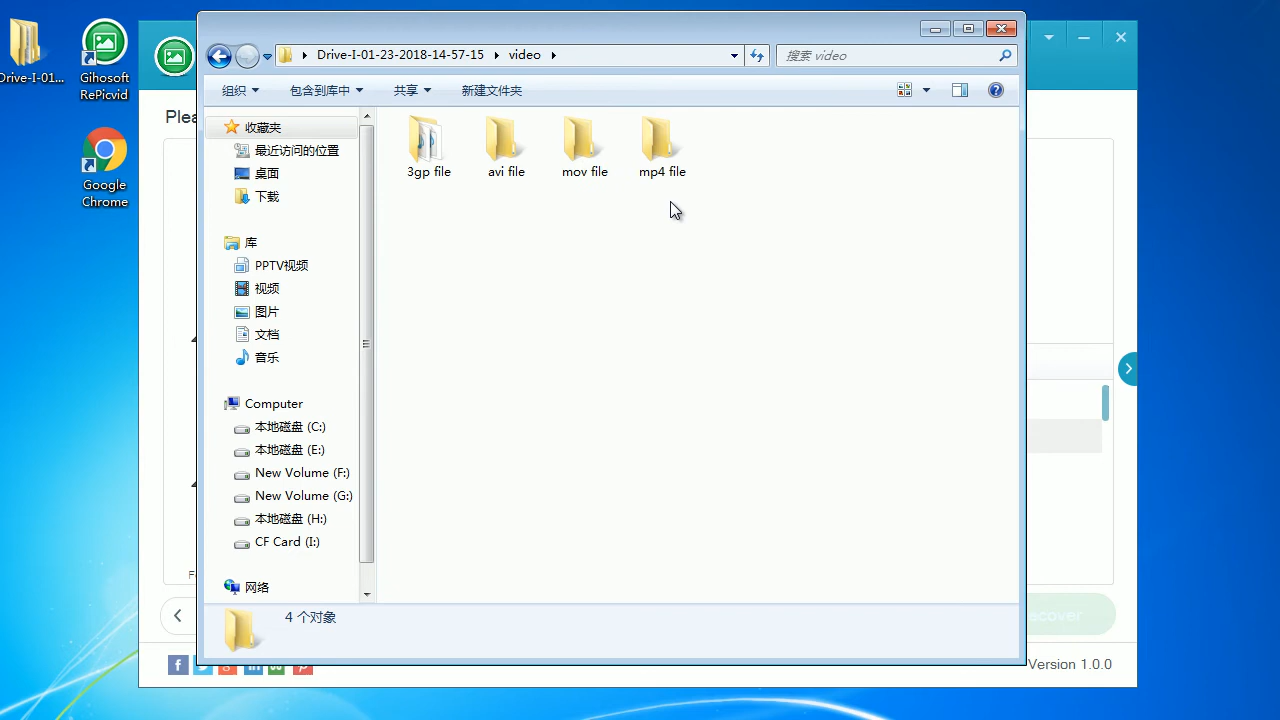 Drive-I-01...
Gihosoft
RePicvid
Google
Chrome
Drive-I-01-23-2018-14-57-15
video
搜索 video
组织
包含到库中
共享
新建文件夹
收藏夹
最近访问的位置
桌面
下载
库
PPTV视频
视频
图片
文档
音乐
Computer
本地磁盘 (C:)
本地磁盘 (E:)
New Volume (F:)
New Volume (G:)
本地磁盘 (H:)
CF Card (I:)
网络
3gp file
avi file
mov file
mp4 file
4 个对象
Plea
ecover
Version 1.0.0